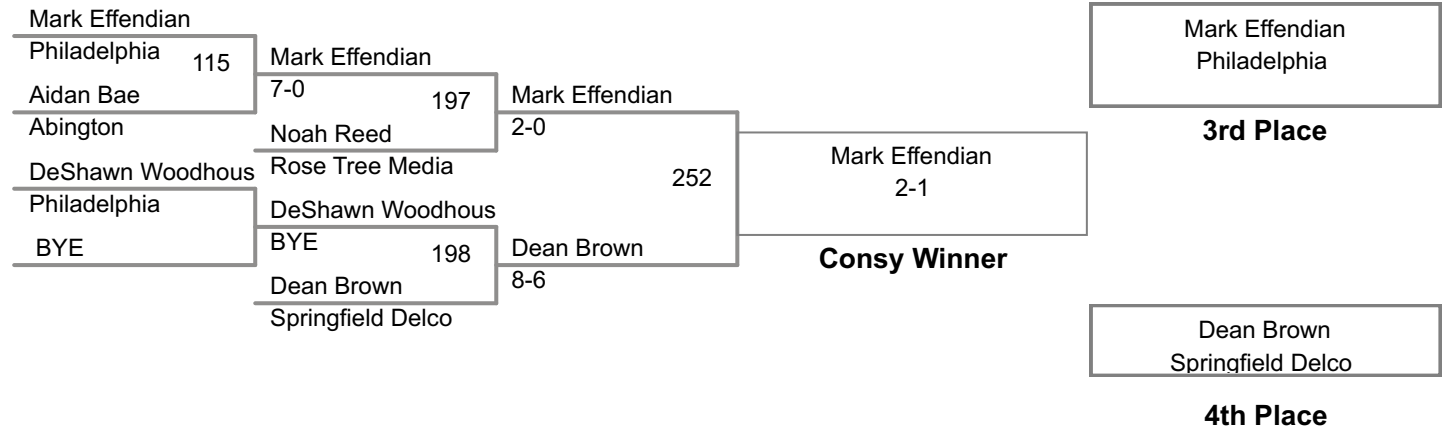 Mark Effendian
Philadelphia
115
Aidan Bae
Abington
DeShawn Woodhous
Philadelphia
BYE
Mark Effendian
7-0
197
Noah Reed
Rose Tree Media
DeShawn Woodhous
BYE
198
Dean Brown
Springfield Delco
Mark Effendian
2-0
252
Dean Brown
8-6
Mark Effendian
2-1
Consy Winner
Mark Effendian
Philadelphia
3rd Place
Dean Brown
Springfield Delco
4th Place